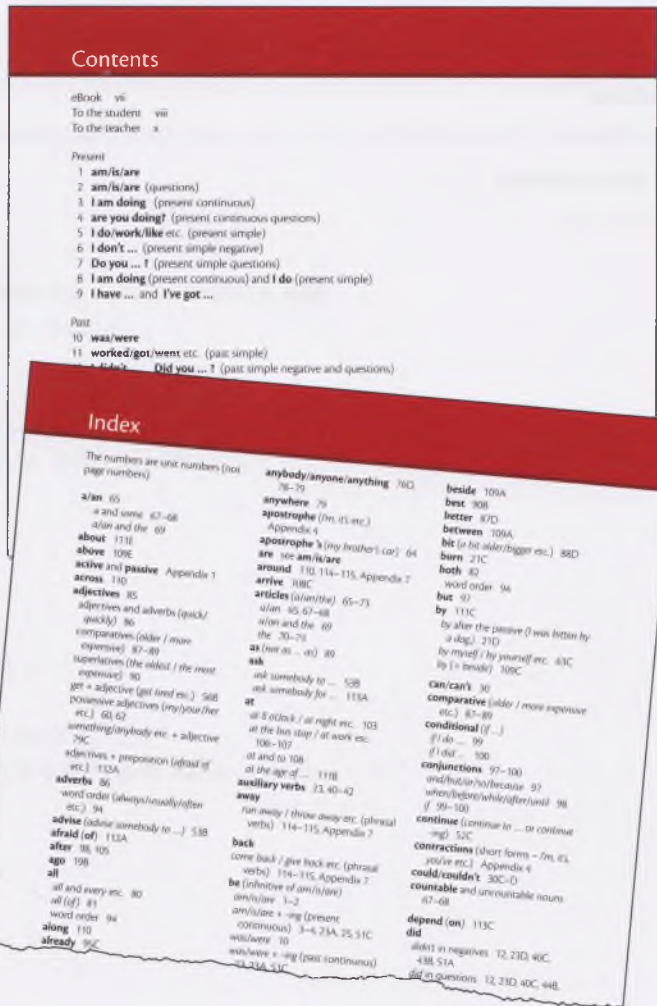 Contents
eBook vii
To the student viii
To the teacher x
Present
1 am/is/are
2 am/is/are (questions)
3 I am doing (present continuous)
4 are you doing? (present continuous questions)
5 I do/work/like etc. (present simple)
6 I don't ... (present simple negative)
7 Do you ... ? (present simple questions)
8 I am doing (present continuous) and I do (present simple)
9 I have ... and I've got ...
Past
10 was/were
11 worked/got/went etc. (past simple)
Did you ... ? (past simple negative and questions)
Index
The numbers are unit numbers (not
page numbers)
a/an 65
a and some 67–68
a/an and the 69
about 111E
above 109E
active and passive Appendix 1
across 110
adjectives 85
adjectives and adverbs (quick/
quickly) 86
comparatives (older / more
expensive) 87–89
superlatives (the oldest / the most
expensive) 90
get + adjective (get tired etc.) 56B
possessive adjectives (my/your/her
etc.) 60, 62
something/anybody etc. + adjective
79C
adjectives + preposition (afraid of
etc.) 112A
adverbs 86
word order (always/usually/often
etc.) 94
advise (advise somebody to ...) 53B
afraid (of) 112A
after 98, 105
ago 19B
all
all and every etc. 80
all (of) 81
word order 94
along 110
already 95C
anybody/anyone/anything 76D,
78–79
anywhere 79
apostrophe (I'm, it's etc.)
Appendix 4
apostrophe 's (my brother's car) 64
are see am/is/are
around 110, 114–115, Appendix 7
arrive 108C
articles (a/an/the) 65–73
a/an 65, 67–68
a/an and the 69
the 70–73
as (not as ... as) 89
ask
ask somebody to ... 53B
ask somebody for ... 113A
at
at 8 o'clock / at night etc. 103
at the bus stop / at work etc.
106–107
at and to 108
at the age of ... 111B
auxiliary verbs 23, 40–42
away
run away / throw away etc. (phrasal
verbs) 114–115, Appendix 7
back
come back / give back etc. (phrasal
verbs) 114–115, Appendix 7
be (infinitive of am/is/are)
am/is/are 1–2
am/is/are + -ing (present
continuous) 3–4, 23A, 25, 51C
was/were 10
was/were + -ing (past continuous)
beside 109A
best 90B
better 87D
between 109A
bit (a bit older/bigger etc.) 88D
both 82
word order 94
burn 21C
but 97
by 111C
by after the passive (I was bitten by
a dog.) 21D
by myself / by yourself etc. 63C
by (= beside) 109C
can/can't 30
comparative (older / more expensive
etc.) 87–89
conditional (if ...)
if I do ... 99
if I did ... 100
conjunctions 97–100
and/but/or/so/because 97
when/before/while/after/until 98
if 99–100
continue (continue to ... or continue
-ing) 52C
contractions (short forms – I'm, it's,
you've etc.) Appendix 4
could/couldn't 30C–D
countable and uncountable nouns
67–68
depend (on) 113C
did
didn't in negatives 12, 23D, 40C,
43B, 51A
did in questions 12, 23D, 40C, 44B,